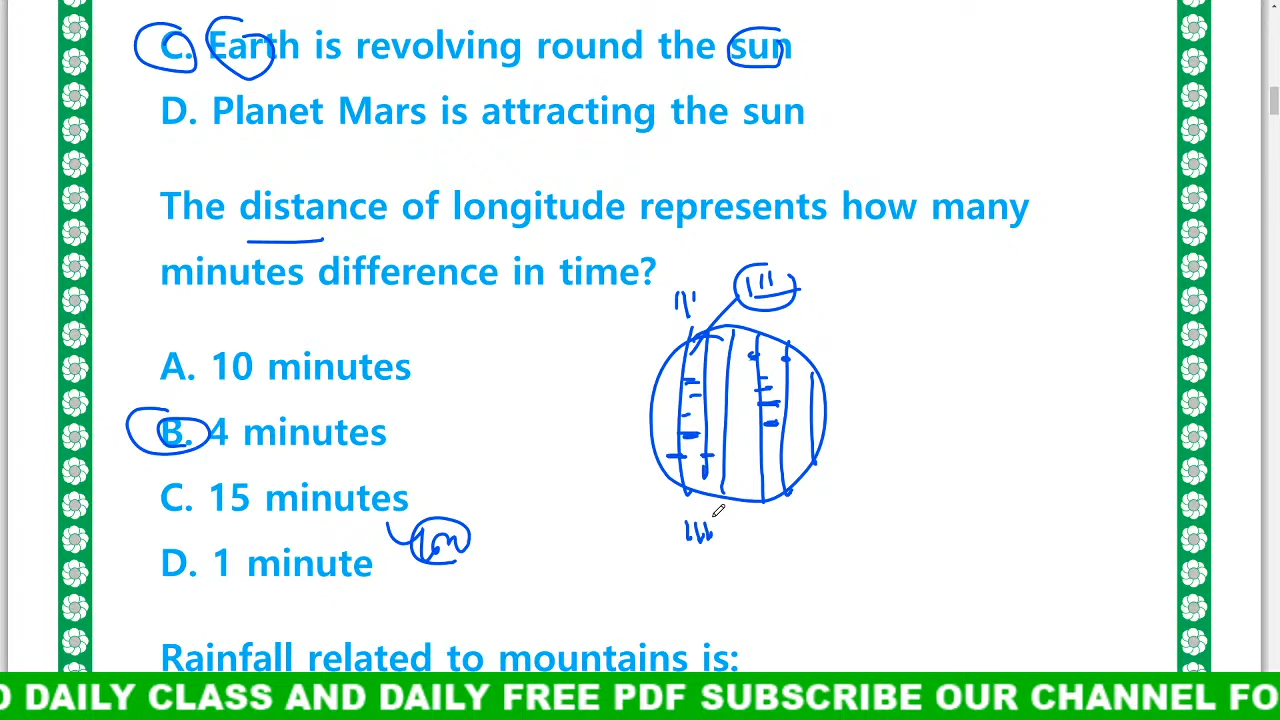 C. Earth is revolving round the sun
D. Planet Mars is attracting the sun
The distance of longitude represents how many
minutes difference in time?
A. 10 minutes
B. 4 minutes
C. 15 minutes
D. 1 minute
Rainfall related to mountains is:
DAILY CLASS AND DAILY FREE PDF SUBSCRIBE OUR CHANNEL FO